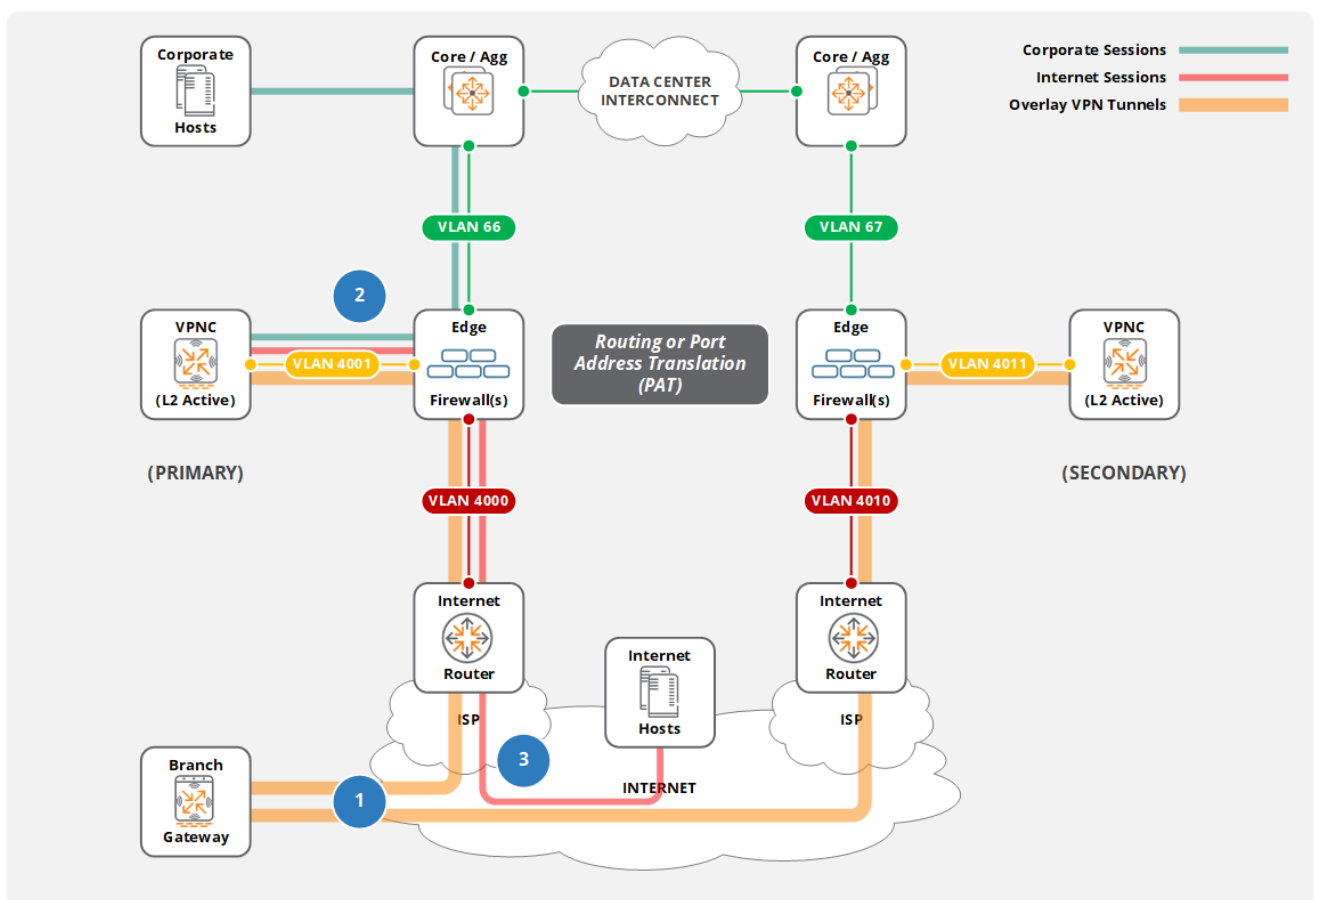 Corporate
Hosts
Core / Agg
DATA CENTER
INTERCONNECT
Core / Agg
Corporate Sessions
Internet Sessions
Overlay VPN Tunnels
VLAN 66
VLAN 67
2
VPNC
(L2 Active)
VLAN 4001
Edge
Firewall(s)
Routing or Port
Address Translation
(PAT)
Edge
Firewall(s)
VLAN 4011
VPNC
(L2 Active)
(PRIMARY)
(SECONDARY)
VLAN 4000
VLAN 4010
Internet
Router
Internet
Hosts
Internet
Router
ISP
ISP
3
INTERNET
Branch
Gateway
1